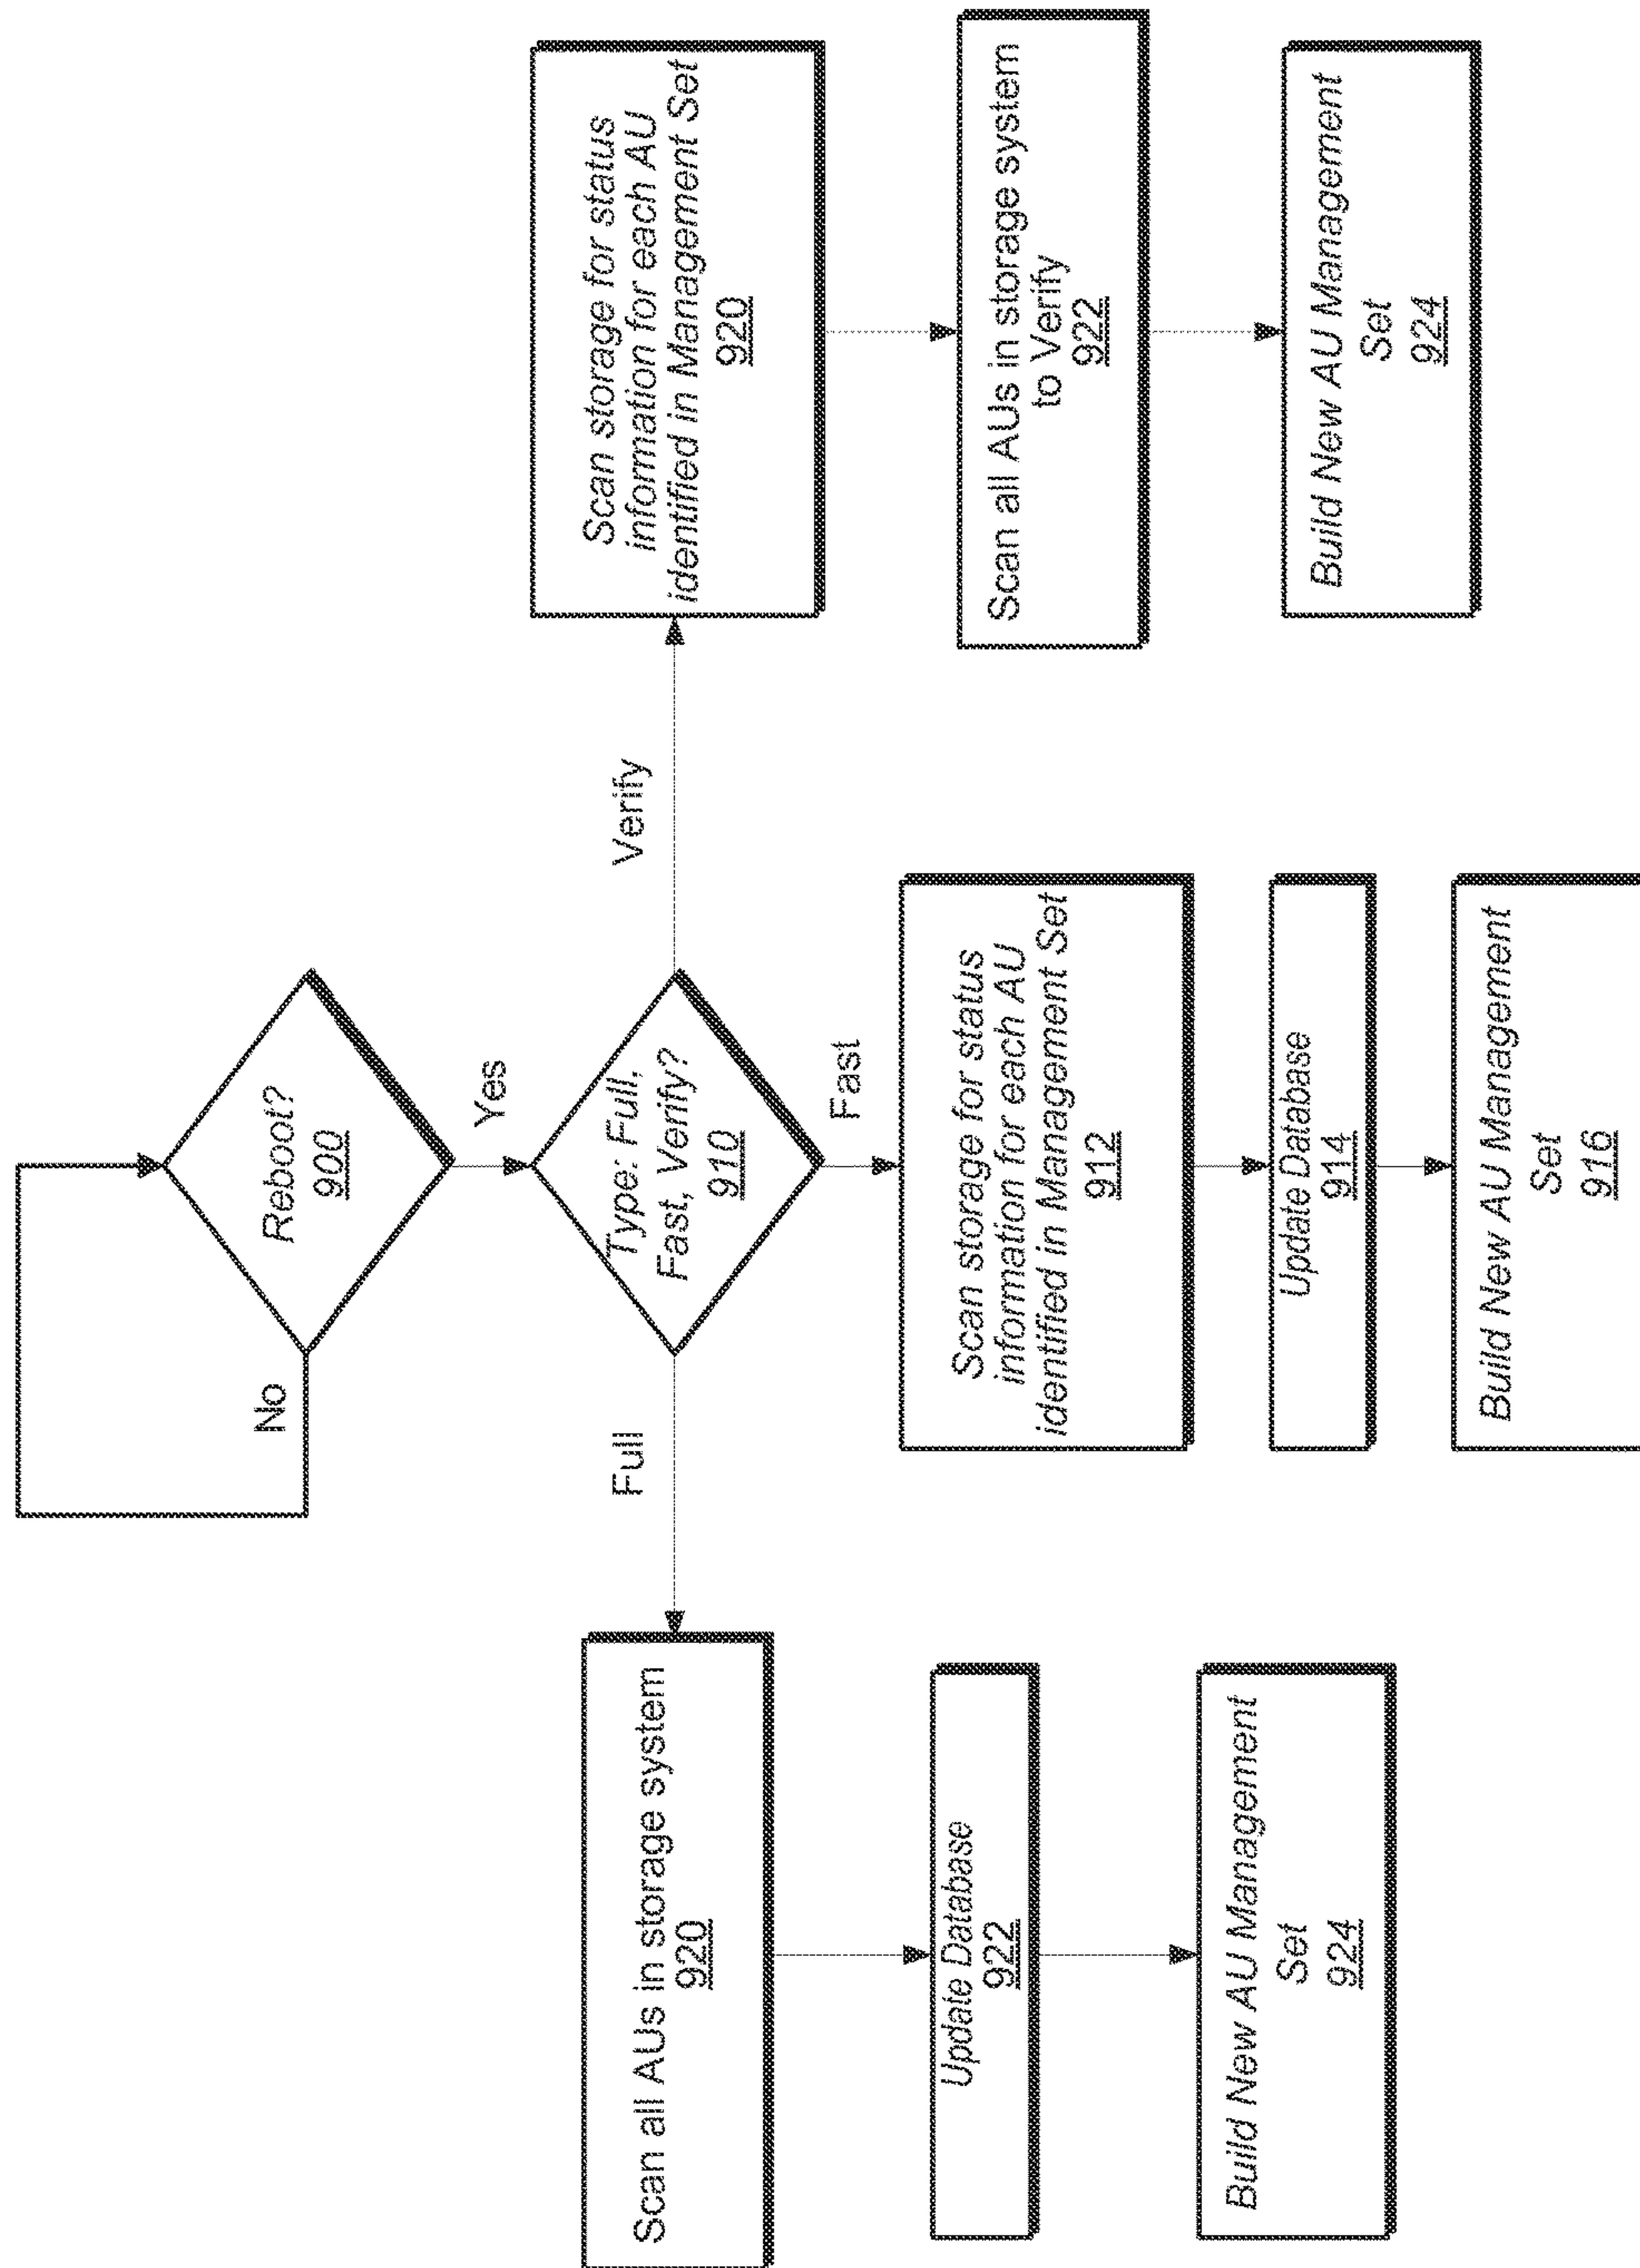 No
Reboot?
900
Yes
Type: Full,
Fast, Verify?
910
Full
Fast
Verify
Scan all AUs in storage system
920
Update Database
922
Build New AU Management
Set
924
Scan storage for status
information for each AU
identified in Management Set
912
Update Database
914
Build New AU Management
Set
916
Scan storage for status
information for each AU
identified in Management Set
920
Scan all AUs in storage system
to Verify
922
Build New AU Management
Set
924